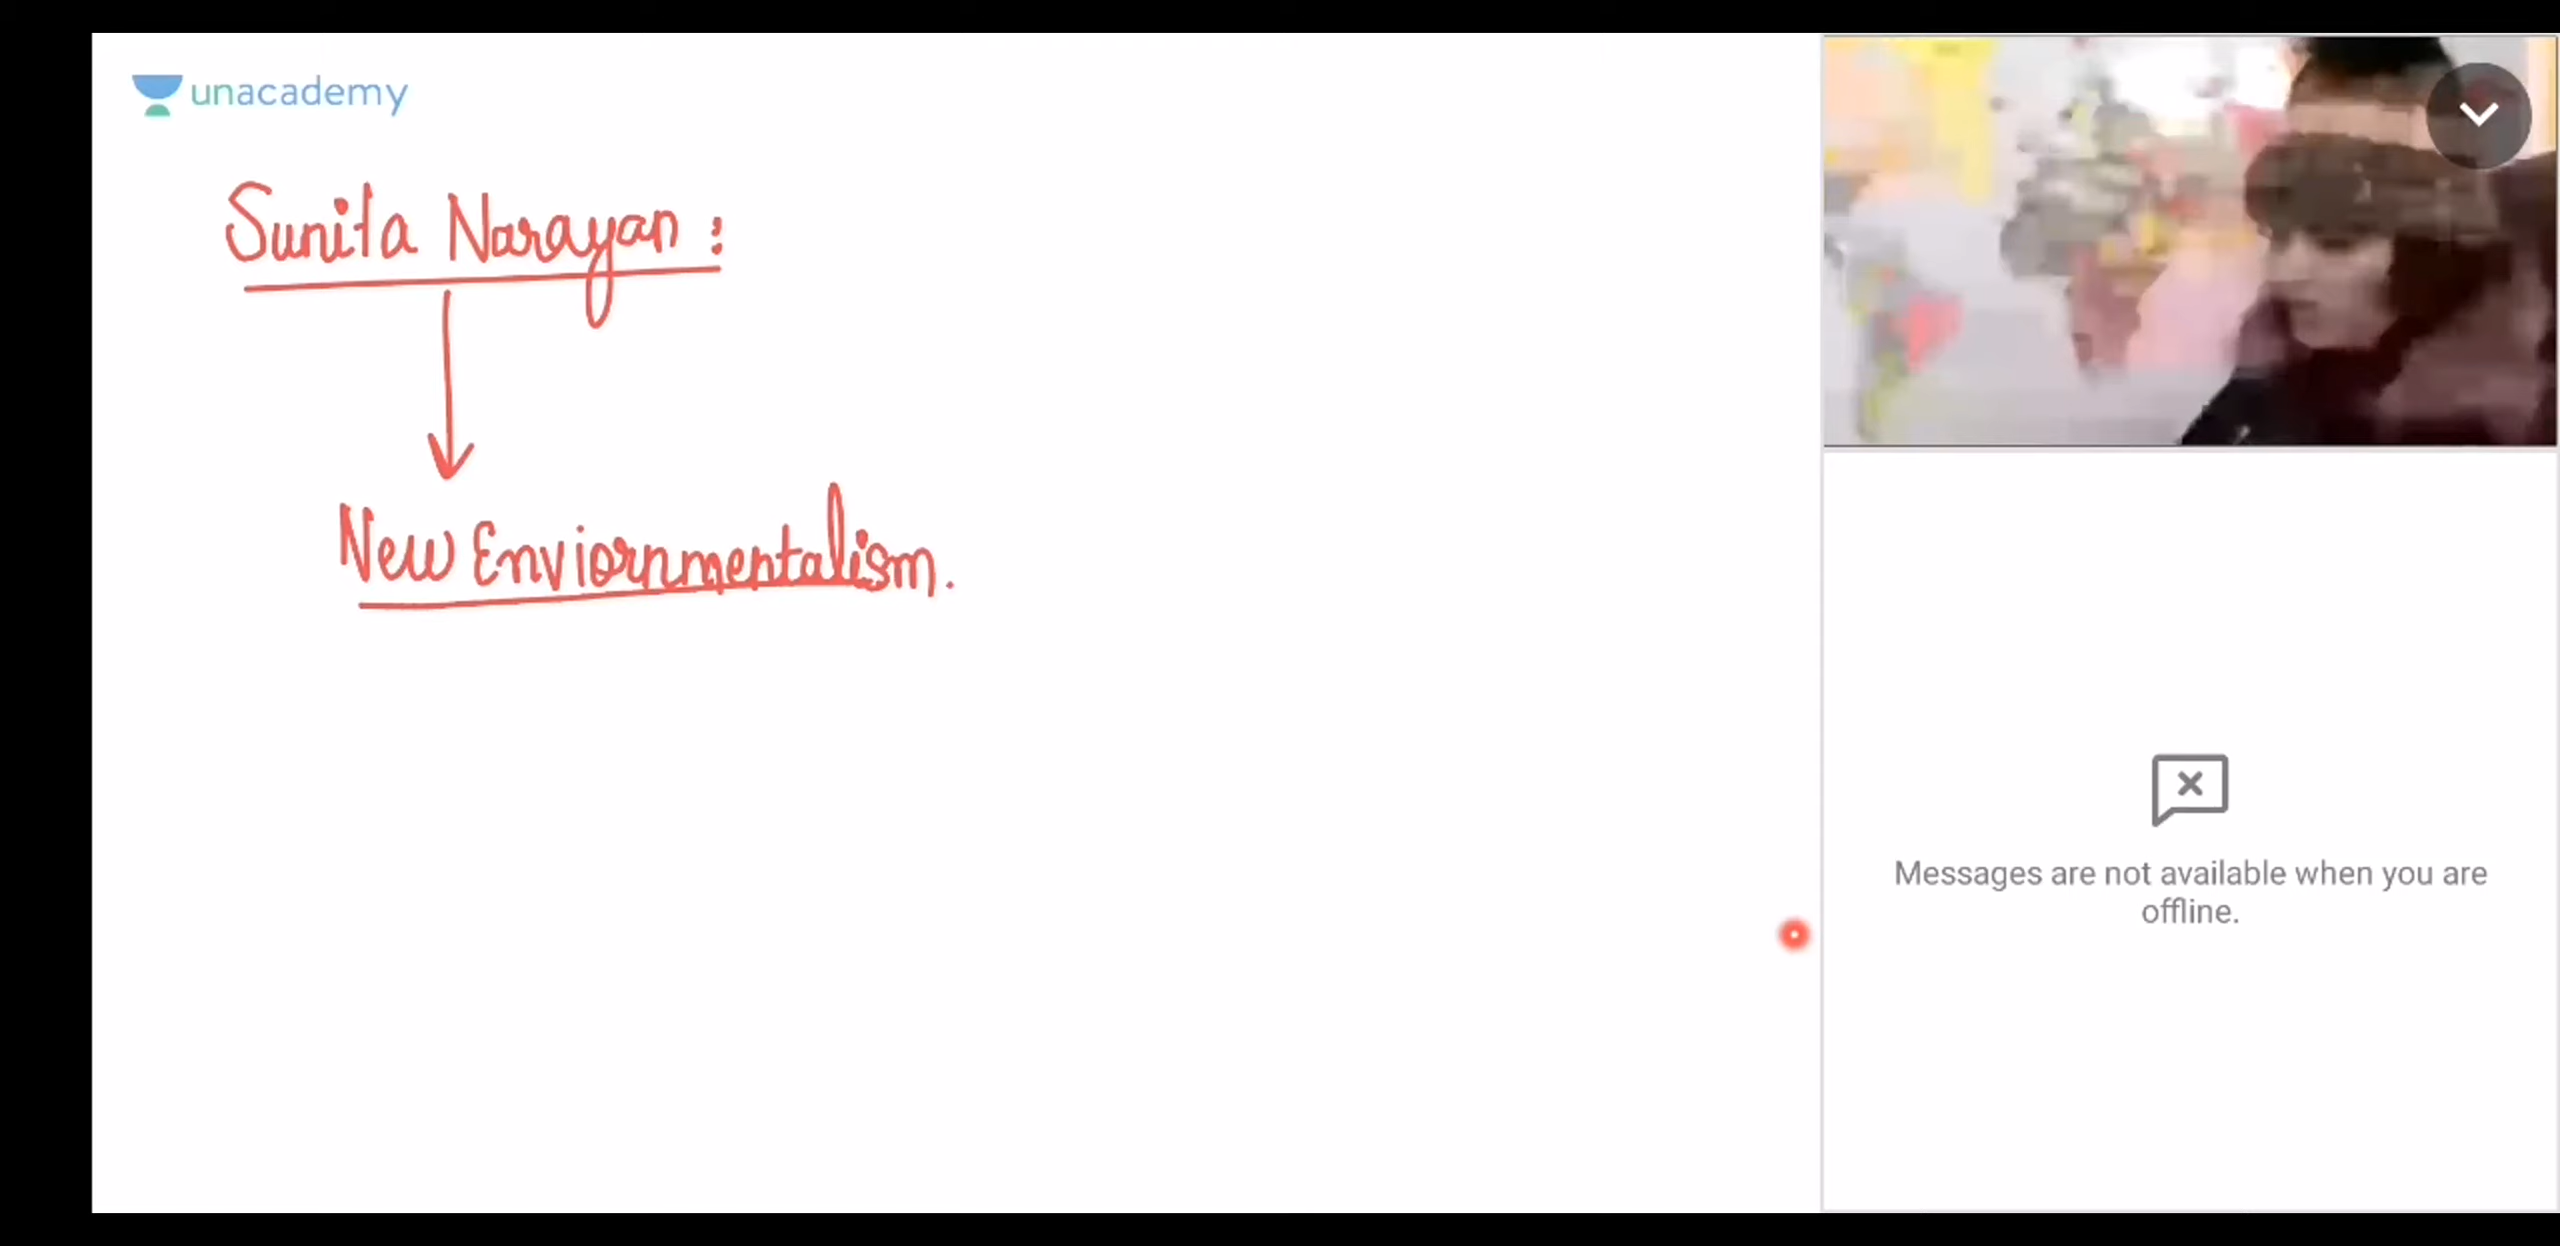 unacademy
Sunita Narayan :
New Enviornmentalism.
Messages are not available when you are
offline.